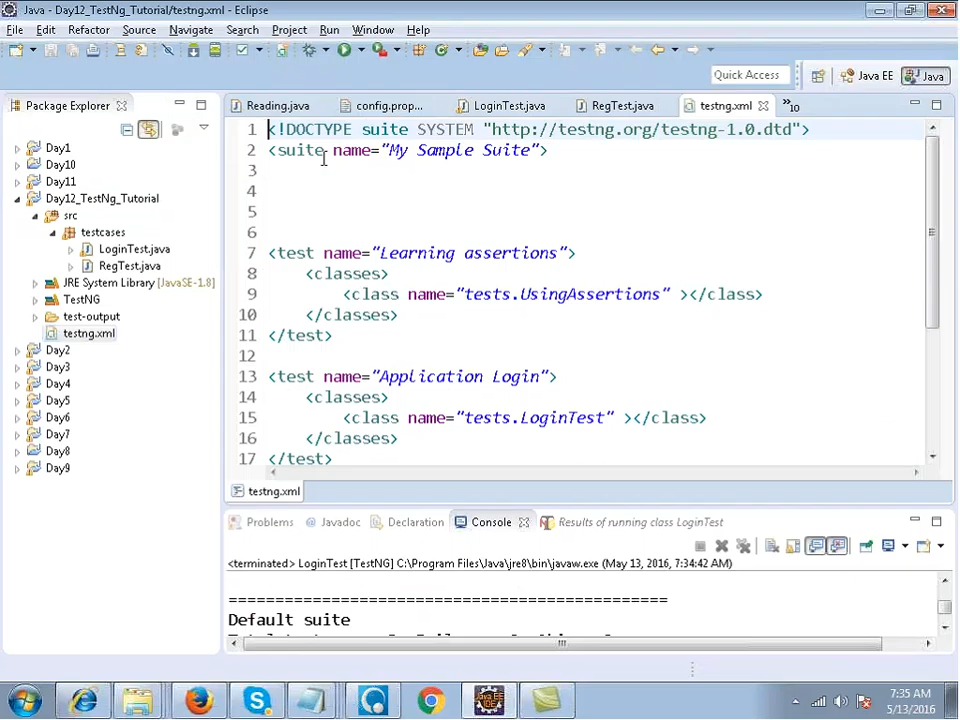 Java - Day12_TestNg_Tutorial/testng.xml - Eclipse
File Edit Refactor Source Navigate Search Project Run Window Help
Quick Access
Java EE
Java
Package Explorer
Reading.java
config.prop...
LoginTest.java
RegTest.java
testng.xml
»10
Day1
Day10
Day11
Day12_TestNg_Tutorial
src
testcases
LoginTest.java
RegTest.java
JRE System Library [JavaSE-1.8]
TestNG
test-output
testng.xml
Day2
Day3
Day4
Day5
Day6
Day7
Day8
Day9
1 <!DOCTYPE suite SYSTEM "http://testng.org/testng-1.0.dtd">
2 <suite name="My Sample Suite">
3
4
5
6
7 <test name="Learning assertions">
8 <classes>
9 <class name="tests.UsingAssertions" ></class>
10 </classes>
11 </test>
12
13 <test name="Application Login">
14 <classes>
15 <class name="tests.LoginTest" ></class>
16 </classes>
17 </test>
testng.xml
Problems
@ Javadoc
Declaration
Console
Results of running class LoginTest
<terminated> LoginTest [TestNG] C:\Program Files\Java\jre8\bin\javaw.exe (May 13, 2016, 7:34:42 AM)
===============================================
Default suite
7:35 AM
5/13/2016